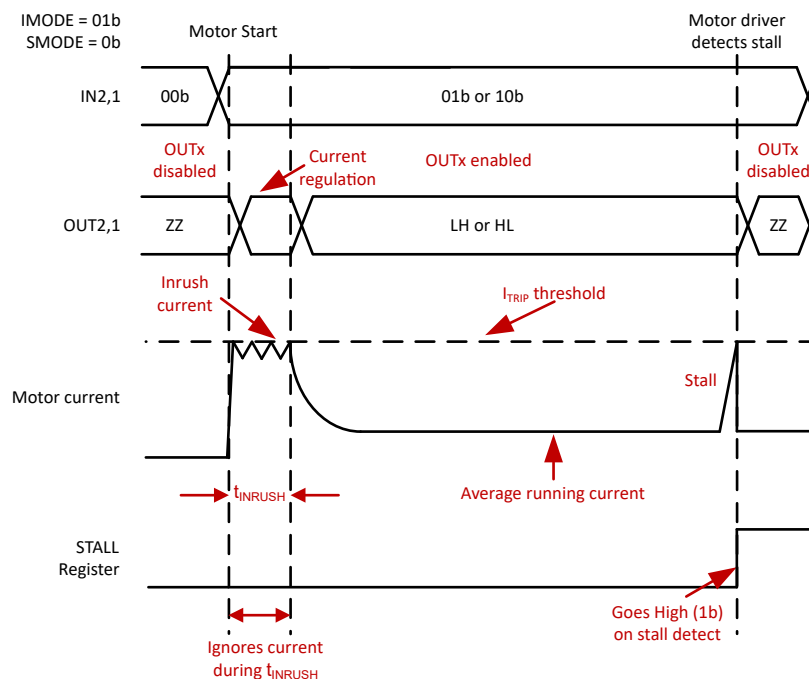 IMODE = 01b
SMODE = 0b
Motor Start
Motor driver
detects stall
IN2,1
00b
01b or 10b
OUTx
disabled
Current
regulation
OUTx enabled
OUTx
disabled
OUT2,1
ZZ
LH or HL
ZZ
Inrush
current
ITRIP threshold
Motor current
Stall
tINRUSH
Average running current
STALL
Register
Goes High (1b)
on stall detect
Ignores current
during tINRUSH